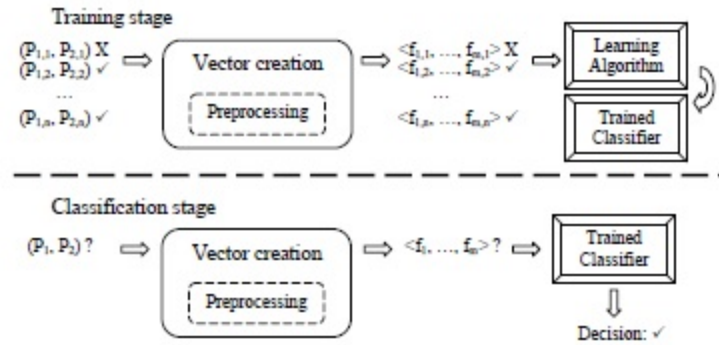 Training stage
(P1,1, P2,1) X
(P1,2, P2,2) ✓
...
(P1,n, P2,n) ✓
Vector creation
Preprocessing
<f1,1, ..., fm,1> X
<f1,2, ..., fm,2> ✓
...
<f1,n, ..., fm,n> ✓
Learning
Algorithm
Trained
Classifier
Classification stage
(P1, P2) ?
Vector creation
Preprocessing
<f1, ..., fm> ?
Trained
Classifier
Decision: ✓